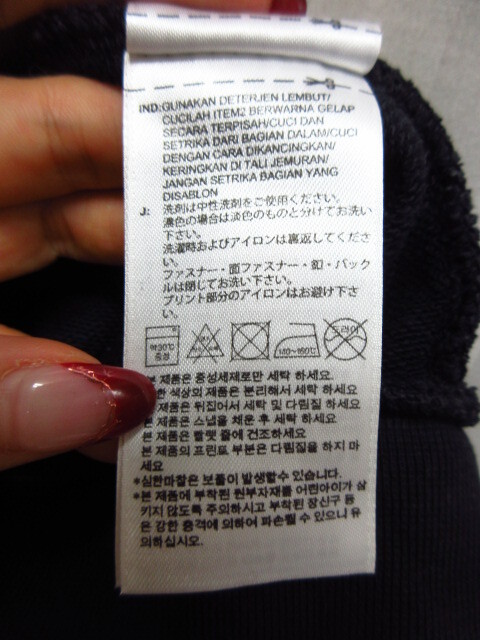 IND:GUNAKAN DETERJEN LEMBUT/
CUCILAH ITEM2 BERWARNA GELAP
SECARA TERPISAH/CUCI DAN
SETRIKA DARI BAGIAN DALAM/CUCI
DENGAN CARA DIKANCINGKAN/
KERINGKAN DI TALI JEMURAN/
JANGAN SETRIKA BAGIAN YANG
DISABLON
J: 洗剤は中性洗剤をご使用ください。
濃色の場合は淡色のものと分けてお洗い
下さい。
洗濯時およびアイロンは裏返してくださ
い。
ファスナー・面ファスナー・釦・バック
ルは閉じてお洗い下さい。
プリント部分のアイロンはお避け下さ
い。
약30℃
중성
140~160℃
드라이
본 제품은 중성세제로만 세탁 하세요.
색상의 제품은 분리해서 세탁 하세요
본 제품은 뒤집어서 세탁 및 다림질 하세요
본 제품은 스냅을 채운 후 세탁 하세요
본 제품은 빨랫 줄에 건조하세요
본 제품의 프린트 부분은 다림질을 하지 마
세요
*심한마찰은 보풀이 발생할수 있습니다.
*본 제품에 부착된 원부자재를 어린아이가 삼
키지 않도록 주의하시고 부착된 장신구 등
은 강한 충격에 의하여 파손될 수 있으니 유
의하십시오.